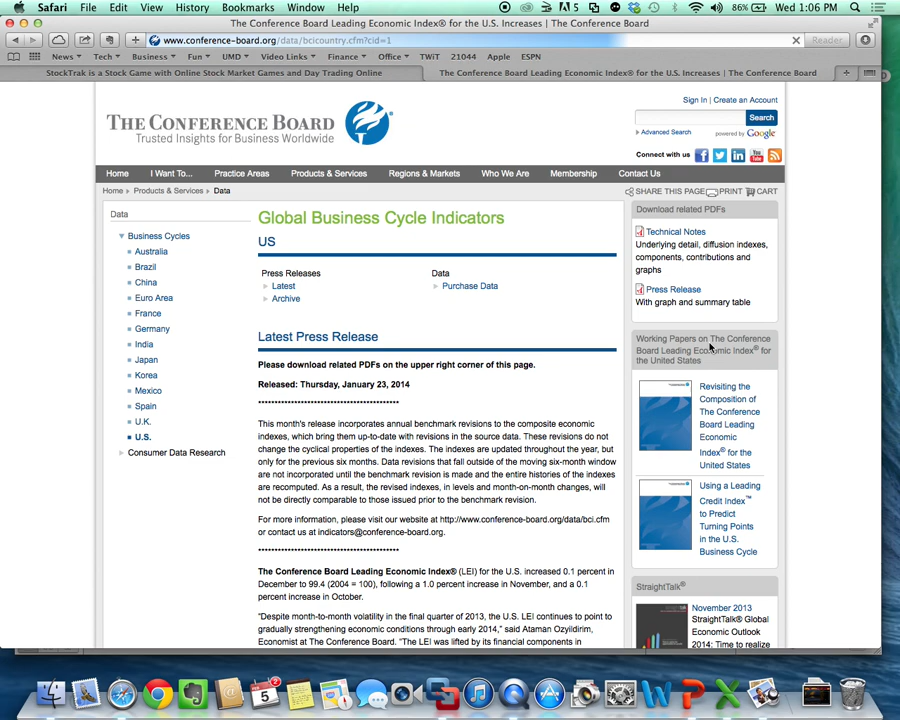 Safari File Edit View History Bookmarks Window Help 5 86% Wed 1:06 PM
The Conference Board Leading Economic Index® for the U.S. Increases | The Conference Board
www.conference-board.org/data/bcicountry.cfm?cid=1 Reader
News Tech Business Fun UMD Video Links Finance Office TWiT 21044 Apple ESPN
StockTrak is a Stock Game with Online Stock Market Games and Day Trading Online
The Conference Board Leading Economic Index® for the U.S. Increases | The Conference Board
THE CONFERENCE BOARD
Trusted Insights for Business Worldwide
Sign In | Create an Account
Search
Advanced Search powered by Google
Connect with us
Home I Want To... Practice Areas Products & Services Regions & Markets Who We Are Membership Contact Us
Home Products & Services Data
SHARE THIS PAGE PRINT CART
Data
Business Cycles
Australia
Brazil
China
Euro Area
France
Germany
India
Japan
Korea
Mexico
Spain
U.K.
U.S.
Consumer Data Research
Global Business Cycle Indicators
US
Press Releases
Latest
Archive
Data
Purchase Data
Latest Press Release
Please download related PDFs on the upper right corner of this page.
Released: Thursday, January 23, 2014
****************************************
This month's release incorporates annual benchmark revisions to the composite economic
indexes, which bring them up-to-date with revisions in the source data. These revisions do not
change the cyclical properties of the indexes. The indexes are updated throughout the year, but
only for the previous six months. Data revisions that fall outside of the moving six-month window
are not incorporated until the benchmark revision is made and the entire histories of the indexes
are recomputed. As a result, the revised indexes, in levels and month-on-month changes, will
not be directly comparable to those issued prior to the benchmark revision.
For more information, please visit our website at http://www.conference-board.org/data/bci.cfm
or contact us at indicators@conference-board.org.
****************************************
The Conference Board Leading Economic Index® (LEI) for the U.S. increased 0.1 percent in
December to 99.4 (2004 = 100), following a 1.0 percent increase in November, and a 0.1
percent increase in October.
"Despite month-to-month volatility in the final quarter of 2013, the U.S. LEI continues to point to
gradually strengthening economic conditions through early 2014," said Ataman Ozyildirim,
Economist at The Conference Board. "The LEI was lifted by its financial components in
Download related PDFs
Technical Notes
Underlying detail, diffusion indexes,
components, contributions and
graphs
Press Release
With graph and summary table
Working Papers on The Conference
Board Leading Economic Index® for
the United States
Revisiting the
Composition of
The Conference
Board Leading
Economic
Index® for the
United States
Using a Leading
Credit Index™
to Predict
Turning Points
in the U.S.
Business Cycle
StraightTalk®
November 2013
StraightTalk® Global
Economic Outlook
2014: Time to realize